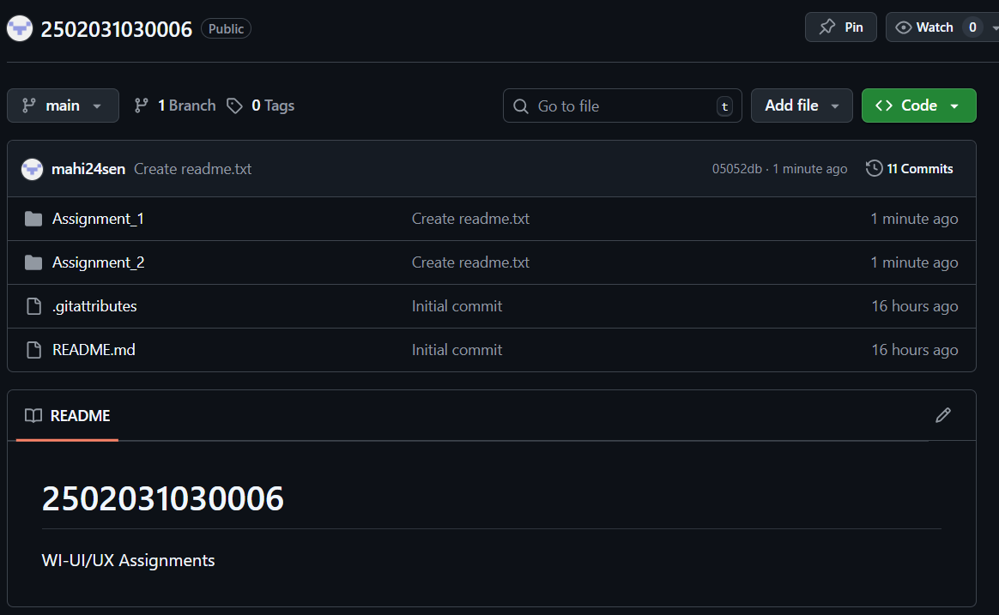 2502031030006 Public Pin Watch 0
main 1 Branch 0 Tags Go to file t Add file Code
mahi24sen Create readme.txt 05052db · 1 minute ago 11 Commits
Assignment_1 Create readme.txt 1 minute ago
Assignment_2 Create readme.txt 1 minute ago
.gitattributes Initial commit 16 hours ago
README.md Initial commit 16 hours ago
README
2502031030006
WI-UI/UX Assignments